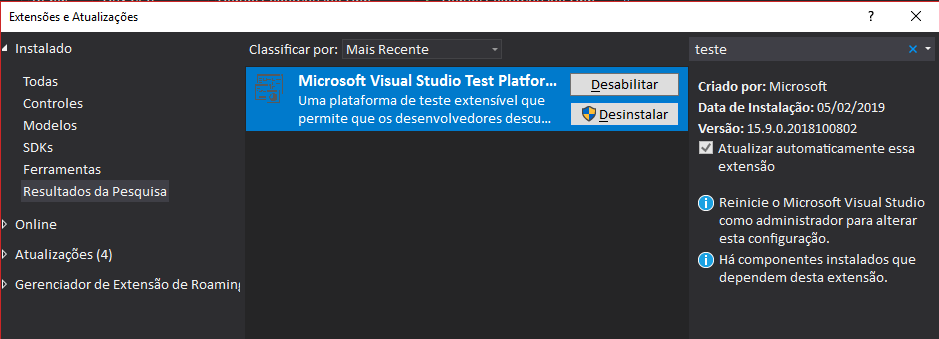 Extensões e Atualizações
Instalado
Todas
Controles
Modelos
SDKs
Ferramentas
Resultados da Pesquisa
Online
Atualizações (4)
Gerenciador de Extensão de Roaming
Classificar por: Mais Recente
Microsoft Visual Studio Test Platfor...
Uma plataforma de teste extensível que
permite que os desenvolvedores descu...
Desabilitar
Desinstalar
teste
Criado por: Microsoft
Data de Instalação: 05/02/2019
Versão: 15.9.0.2018100802
Atualizar automaticamente essa
extensão
Reinicie o Microsoft Visual Studio
como administrador para alterar
esta configuração.
Há componentes instalados que
dependem desta extensão.